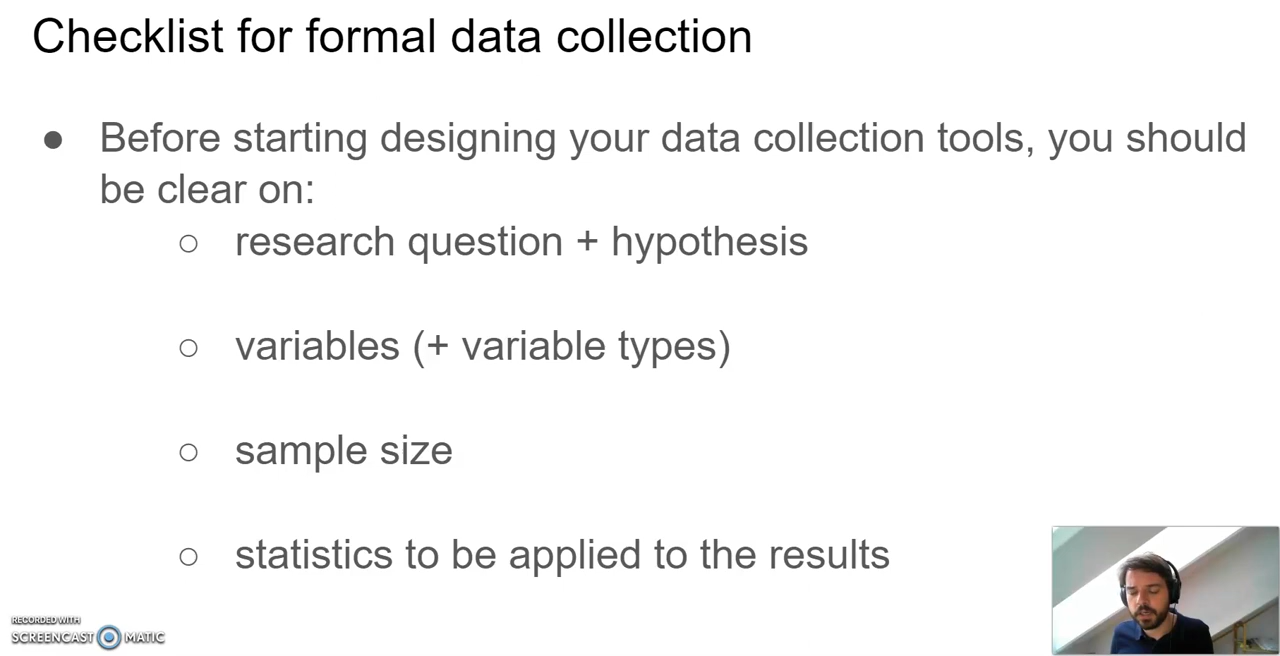 Checklist for formal data collection
● Before starting designing your data collection tools, you should
be clear on:
○ research question + hypothesis
○ variables (+ variable types)
○ sample size
○ statistics to be applied to the results
RECORDED WITH
SCREENCAST MATIC